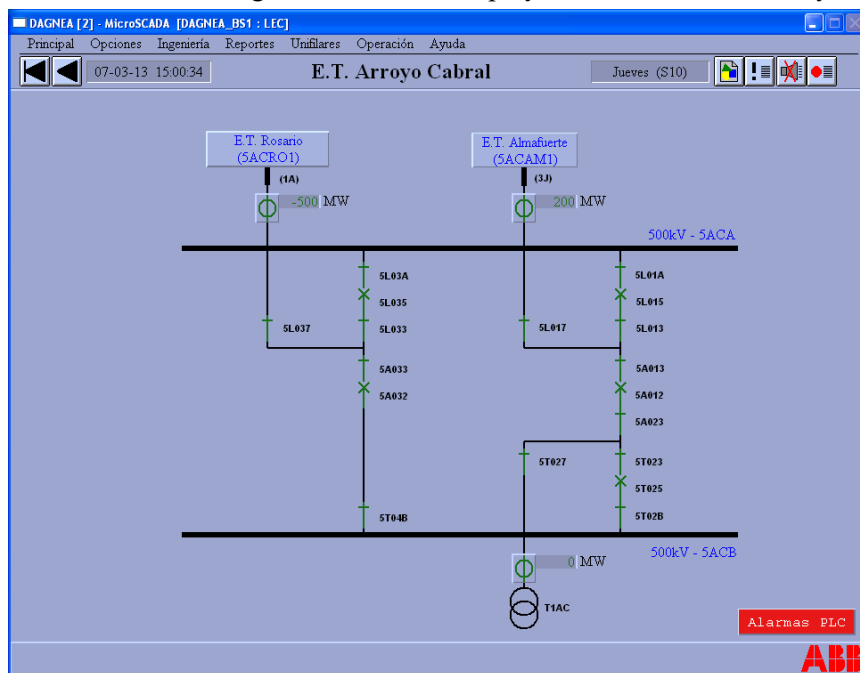 DAGNEA [2] - MicroSCADA [DAGNEA_BS1 : LEC]
Principal Opciones Ingeniería Reportes Unifilares Operación Ayuda
07-03-13 15:00:34 E.T. Arroyo Cabral Jueves (S10)
E.T. Rosario
(5ACRO1)
E.T. Almafuerte
(5ACAM1)
(1A) (3J)
-500 MW 200 MW
500kV - 5ACA
5L03A 5L01A
5L035 5L015
5L037 5L033 5L017 5L013
5A033 5A013
5A032 5A012
5A023
5T027 5T023
5T025
5T04B 5T02B
500kV - 5ACB
0 MW
T1AC
Alarmas PLC
ABB